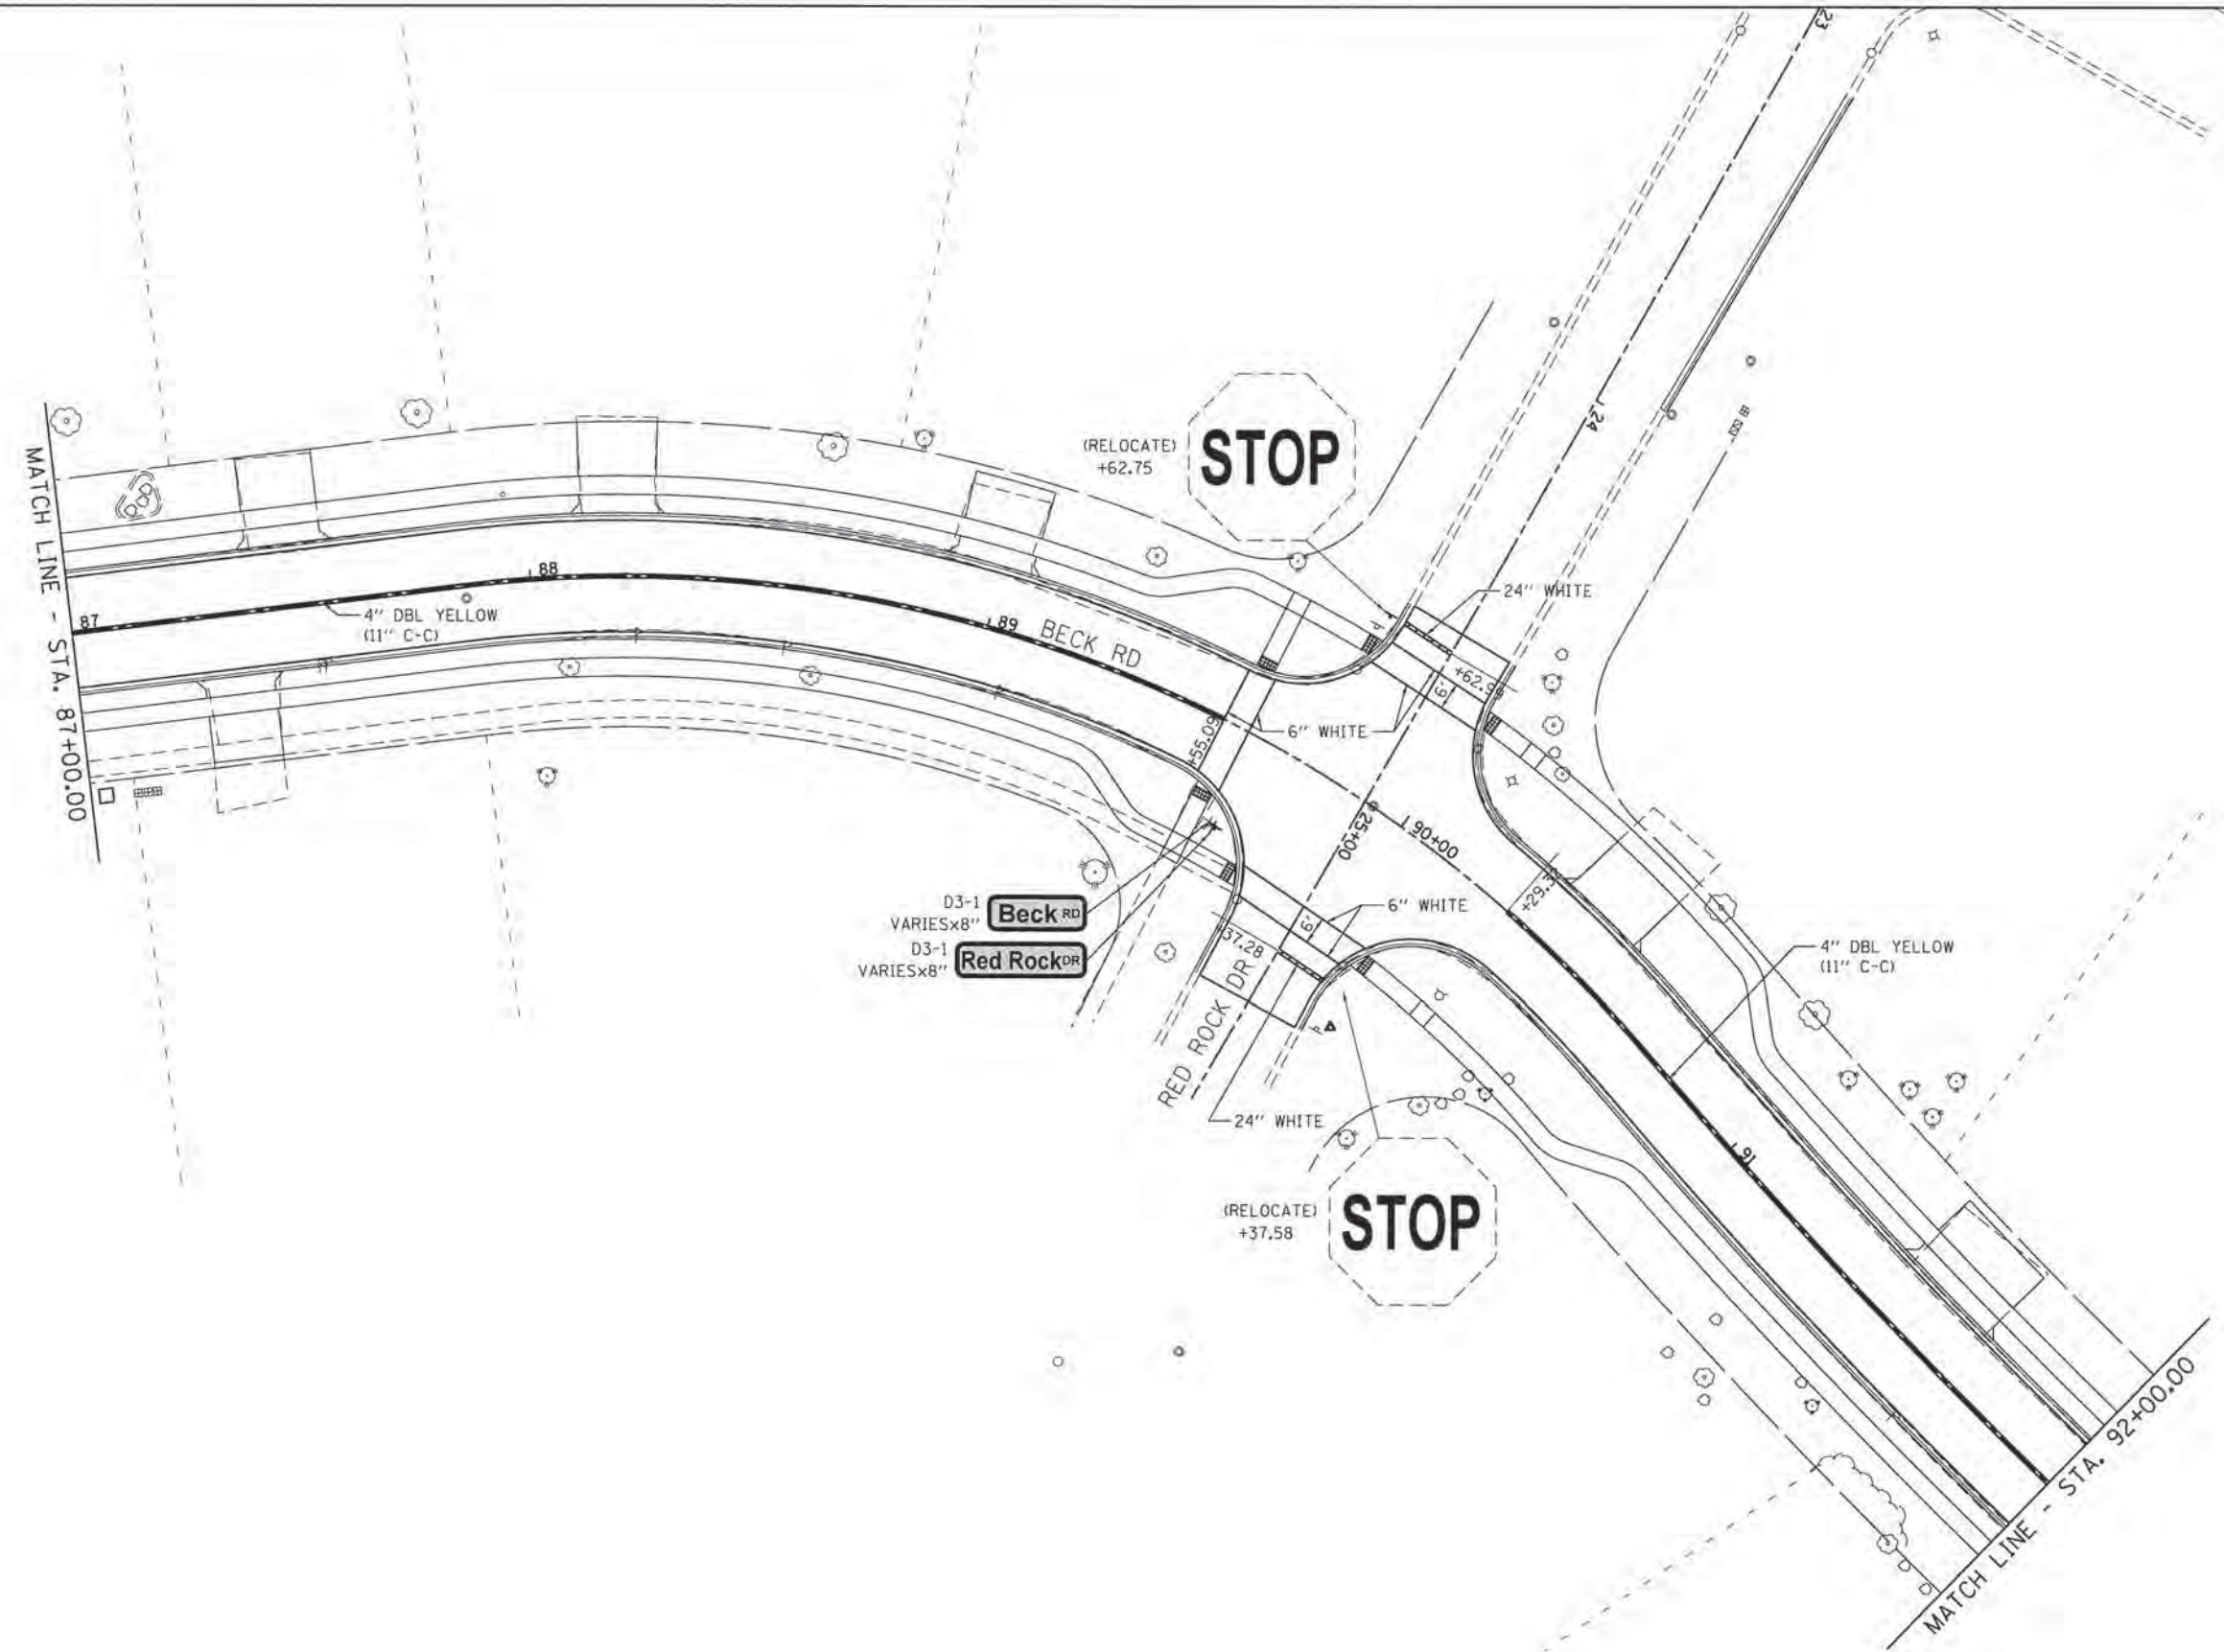 23
24
(RELOCATE)
+62.75
STOP
MATCH LINE - STA. 87+00.00
87
88
4" DBL YELLOW
(11" C-C)
89
BECK RD
24" WHITE
6'
6" WHITE
+55.09
25+00
90+00
D3-1
VARIESx8"
Beck RD
D3-1
VARIESx8"
Red Rock DR
6" WHITE
6'
+37.28
RED ROCK DR
4" DBL YELLOW
(11" C-C)
24" WHITE
91
(RELOCATE)
+37.58
STOP
MATCH LINE - STA. 92+00.00